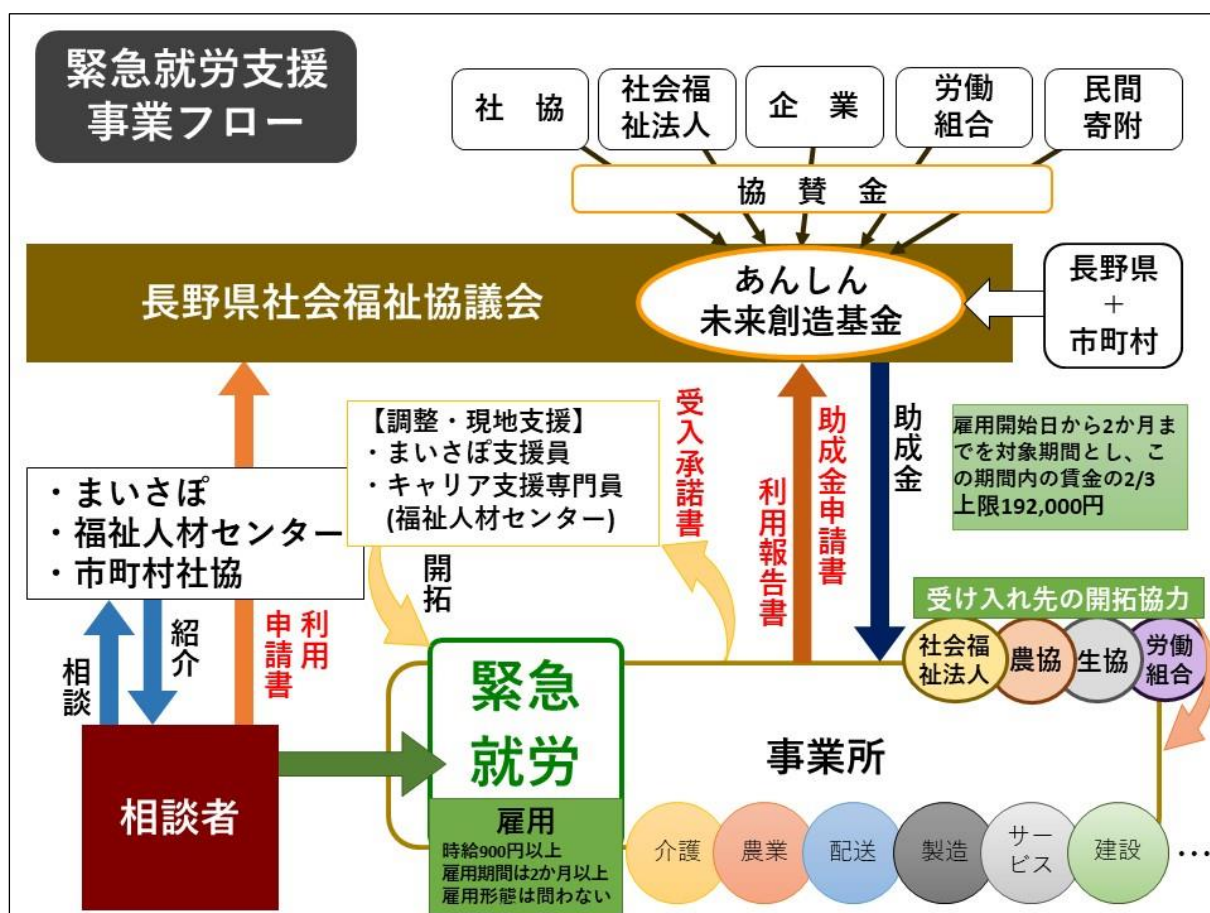 緊急就労支援
事業フロー
社　協
社会福
祉法人
企　業
労働
組合
民間
寄附
協　賛　金
長野県社会福祉協議会
あんしん
未来創造基金
長野県
＋
市町村
・まいさぽ
・福祉人材センター
・市町村社協
【調整・現地支援】
・まいさぽ支援員
・キャリア支援専門員
(福祉人材センター)
受入承諾書
利用報告書
助成金申請書
助成金
雇用開始日から2か月ま
でを対象期間とし、こ
の期間内の賃金の2/3
上限192,000円
開拓
相談
紹介
利用
申請書
受け入れ先の開拓協力
社会福
祉法人
農協
生協
労働
組合
相談者
緊急
就労
雇用
時給900円以上
雇用期間は2か月以上
雇用形態は問わない
事業所
介護
農業
配送
製造
サー
ビス
建設
…